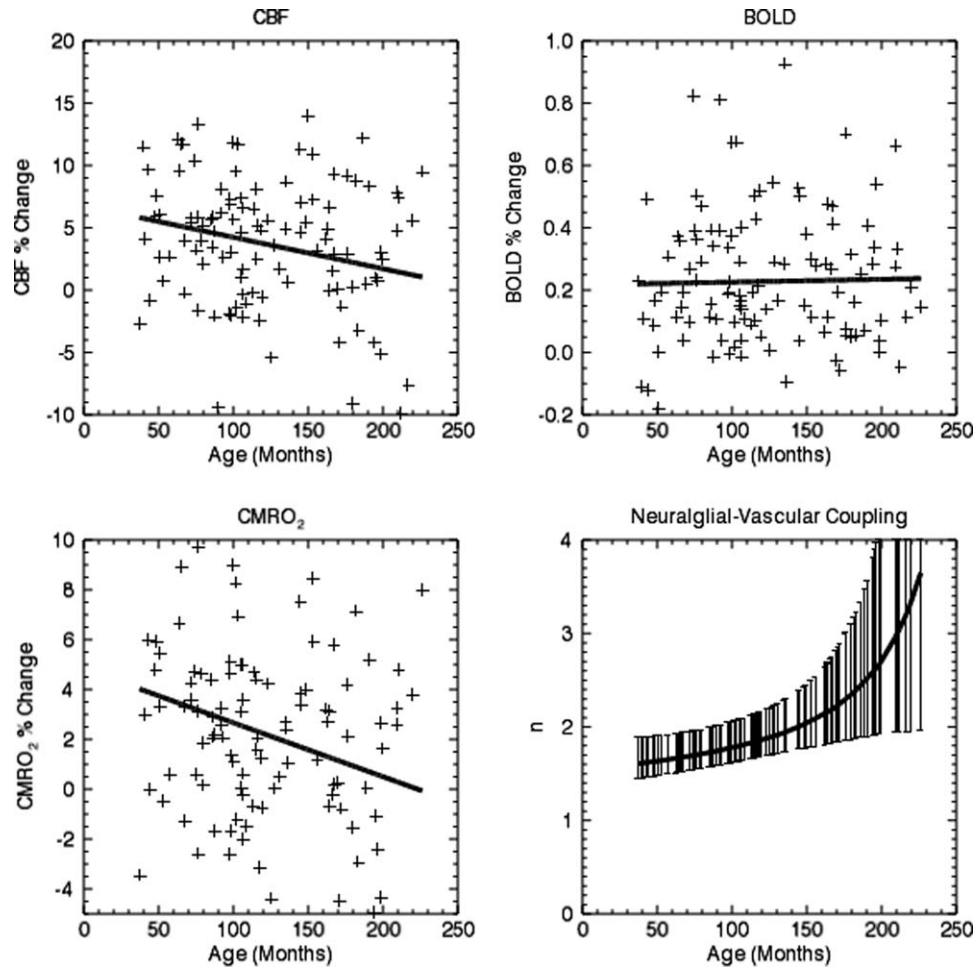 CBF
20
15
10
5
0
-5
-10
CBF % Change
0 50 100 150 200 250
Age (Months)
BOLD
1.0
0.8
0.6
0.4
0.2
0.0
-0.2
BOLD % Change
0 50 100 150 200 250
Age (Months)
CMRO₂
10
8
6
4
2
0
-2
-4
CMRO₂ % Change
0 50 100 150 200 250
Age (Months)
Neuralglial-Vascular Coupling
4
3
2
1
0
n
0 50 100 150 200 250
Age (Months)